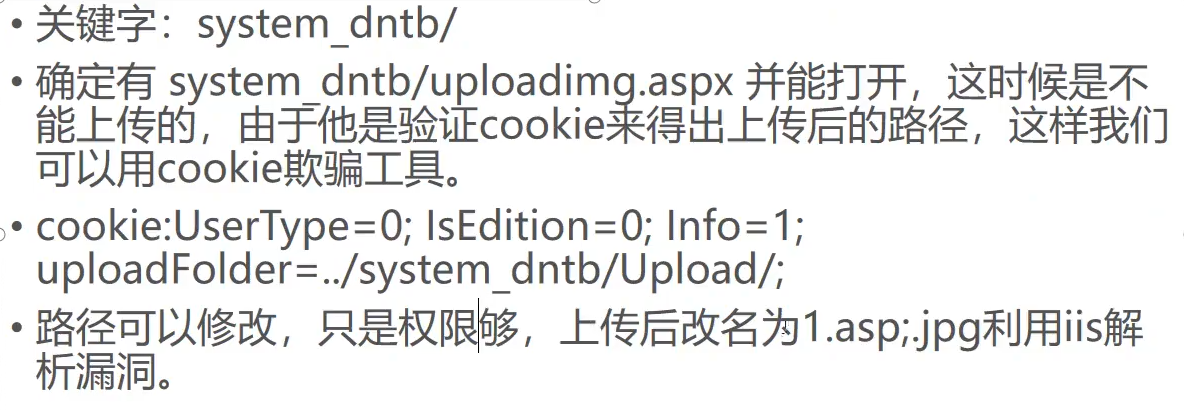 • 关键字：system_dntb/
• 确定有 system_dntb/uploadimg.aspx 并能打开，这时候是不
能上传的，由于他是验证cookie来得出上传后的路径，这样我们
可以用cookie欺骗工具。
• cookie:UserType=0; IsEdition=0; Info=1;
uploadFolder=../system_dntb/Upload/;
• 路径可以修改，只是权限够，上传后改名为1.asp;.jpg利用iis解
析漏洞。